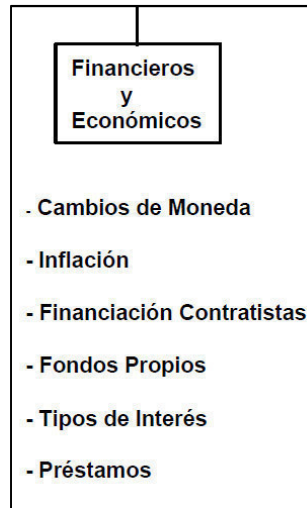 Financieros
y
Económicos
- Cambios de Moneda
- Inflación
- Financiación Contratistas
- Fondos Propios
- Tipos de Interés
- Préstamos